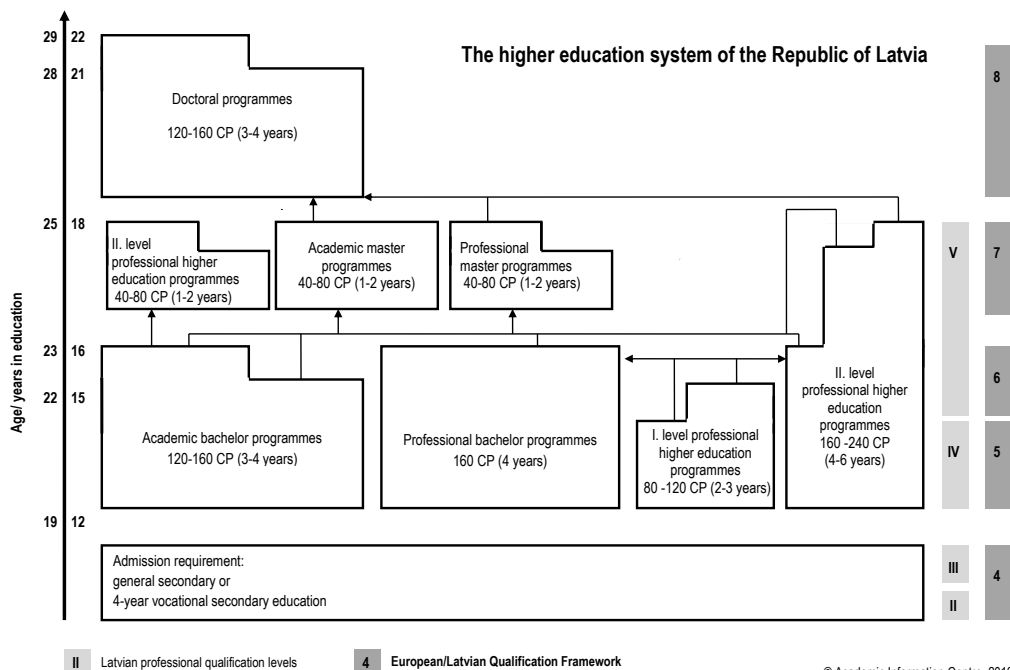 The higher education system of the Republic of Latvia
29 22
28 21
8
Doctoral programmes
120-160 CP (3-4 years)
25 18
II. level
professional higher
education programmes
40-80 CP (1-2 years)
Academic master
programmes
40-80 CP (1-2 years)
Professional
master programmes
40-80 CP (1-2 years)
V
7
Age/ years in education
23 16
22 15
6
Academic bachelor programmes
120-160 CP (3-4 years)
Professional bachelor programmes
160 CP (4 years)
I. level professional
higher education
programmes
80 -120 CP (2-3 years)
II. level
professional higher
education
programmes
160 -240 CP
(4-6 years)
IV
5
19 12
Admission requirement:
general secondary or
4-year vocational secondary education
III
4
II
II Latvian professional qualification levels
4 European/Latvian Qualification Framework